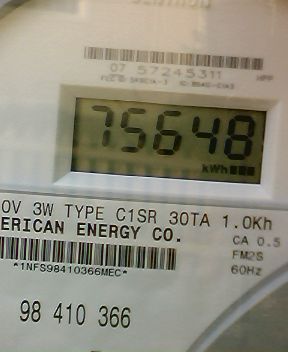 07 57245311
75648
kWh
0V 3W TYPE C1SR 30TA 1.0Kh
ERICAN ENERGY CO.
CA 0.5
FM2S
*1NFS98410366MEC*
60Hz
98 410 366